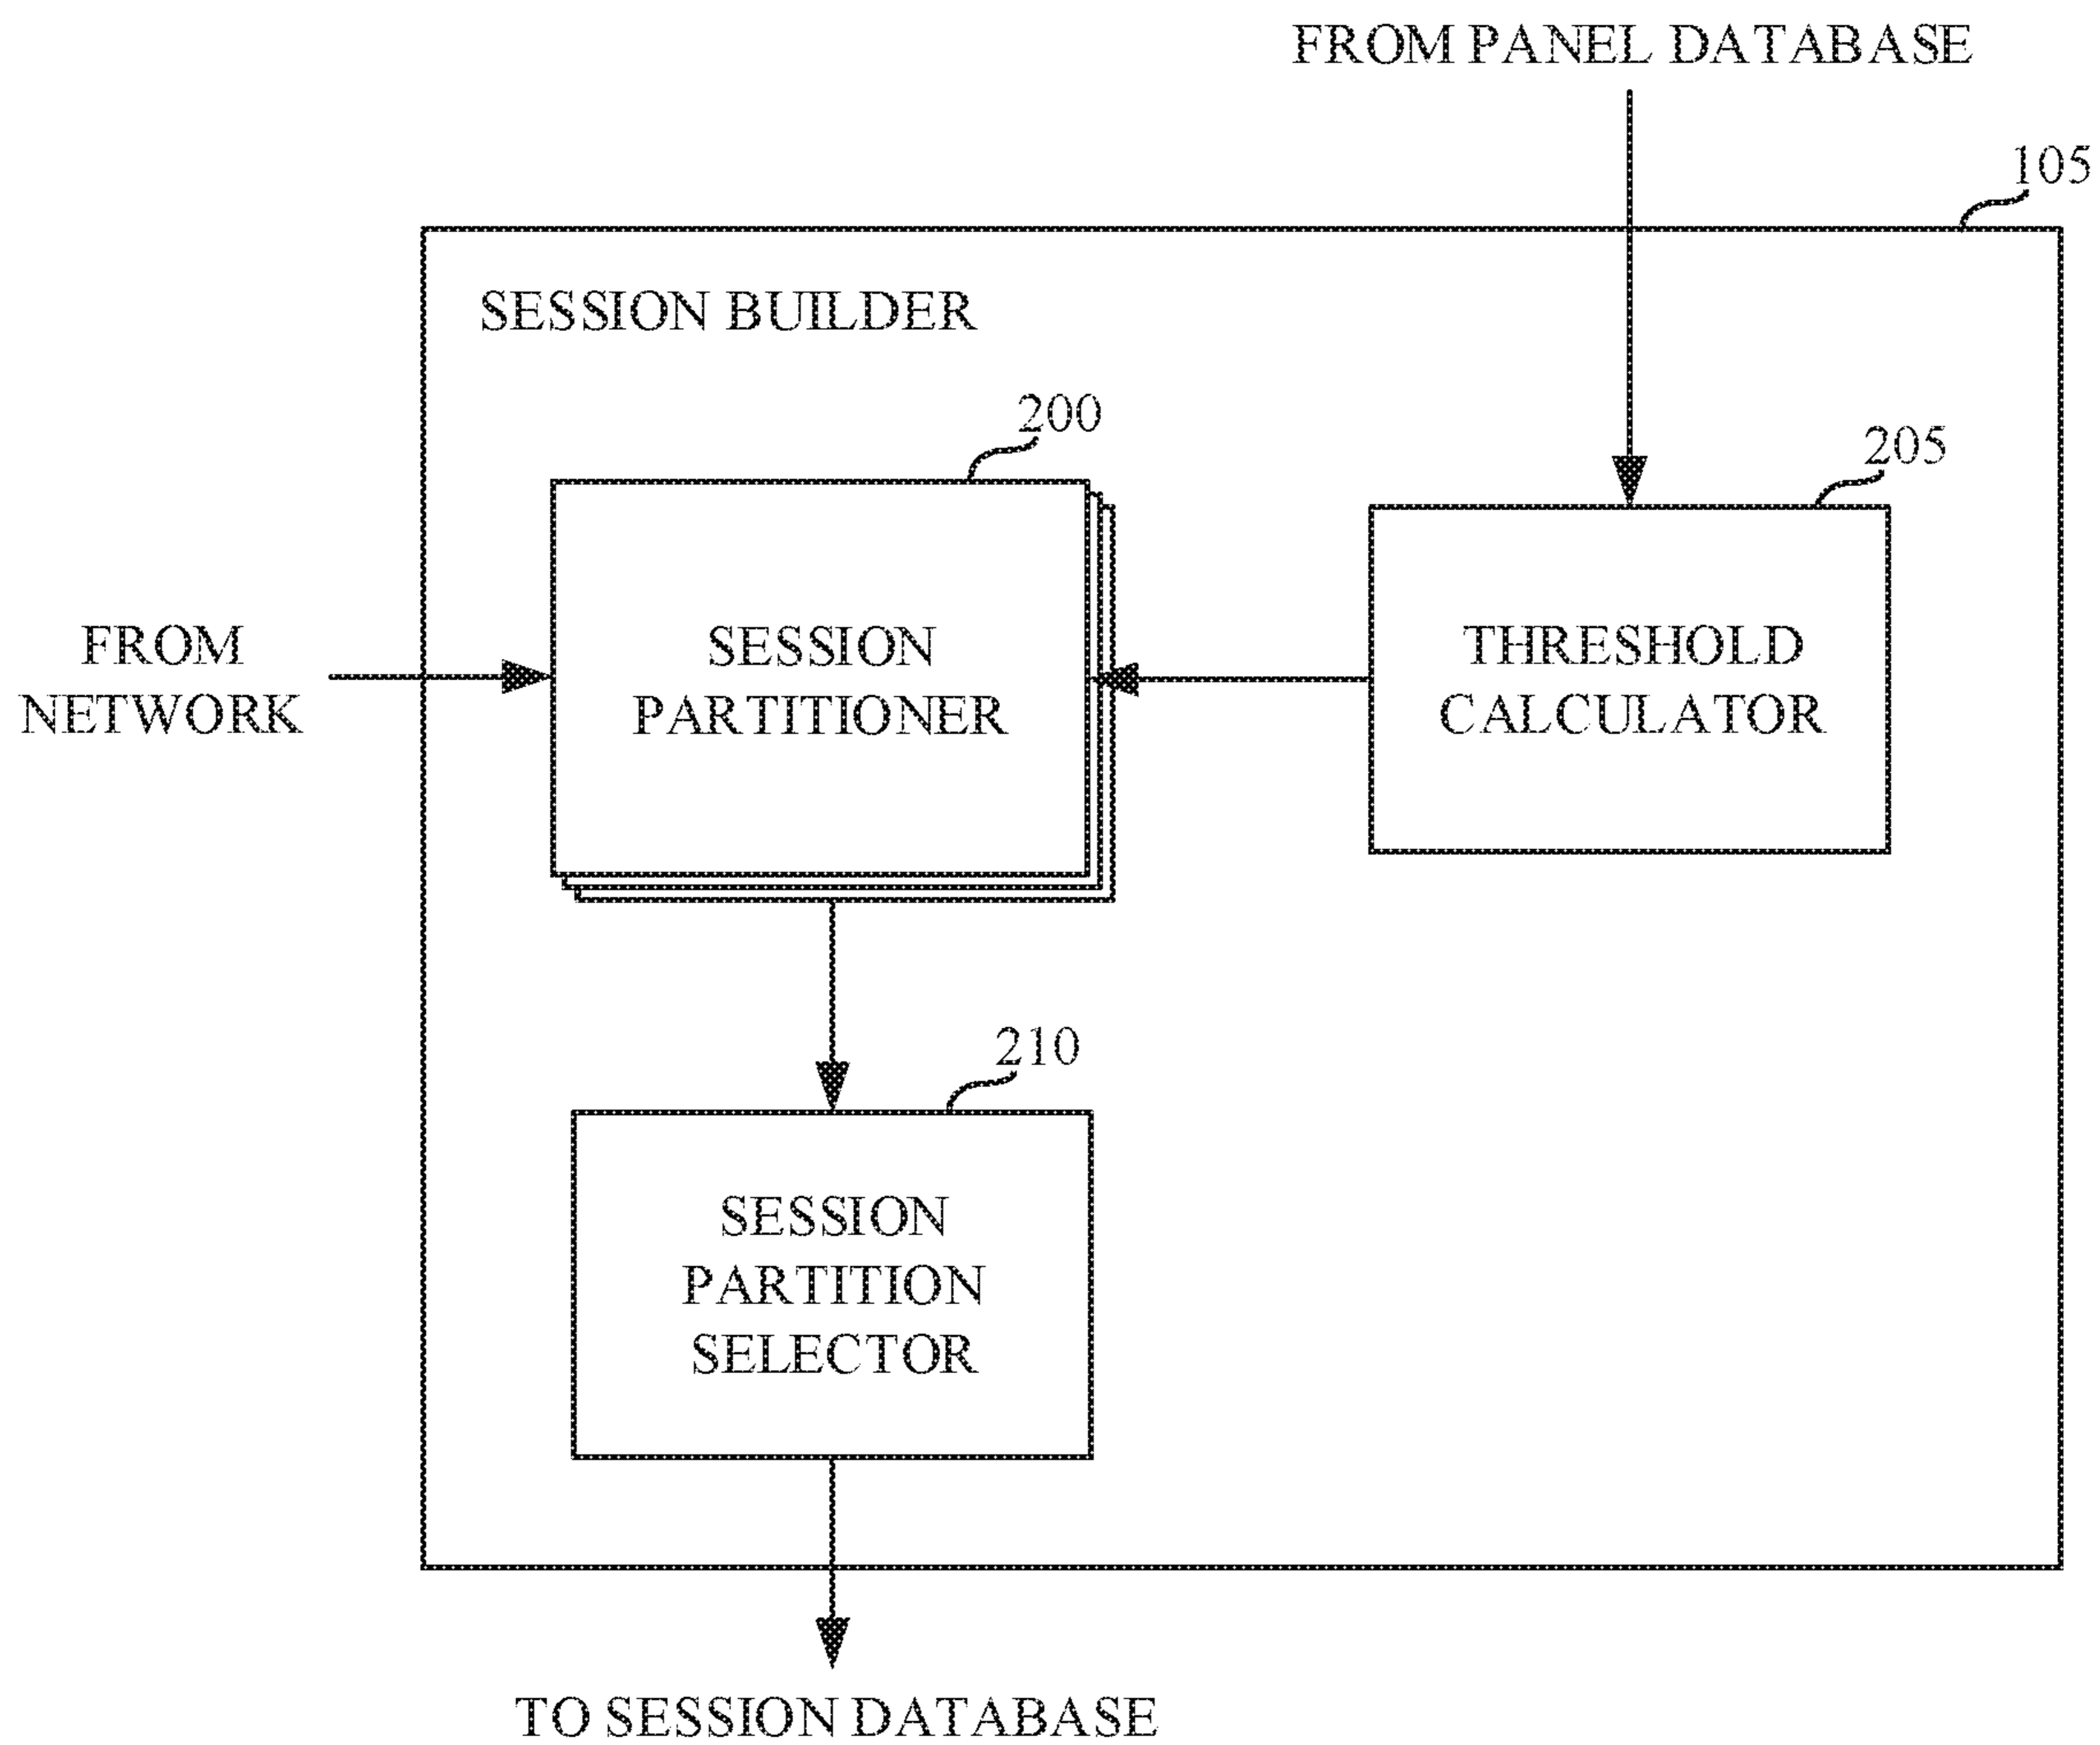 FROM PANEL DATABASE
105
SESSION BUILDER
200
205
FROM
NETWORK
SESSION
PARTITIONER
THRESHOLD
CALCULATOR
210
SESSION
PARTITION
SELECTOR
TO SESSION DATABASE